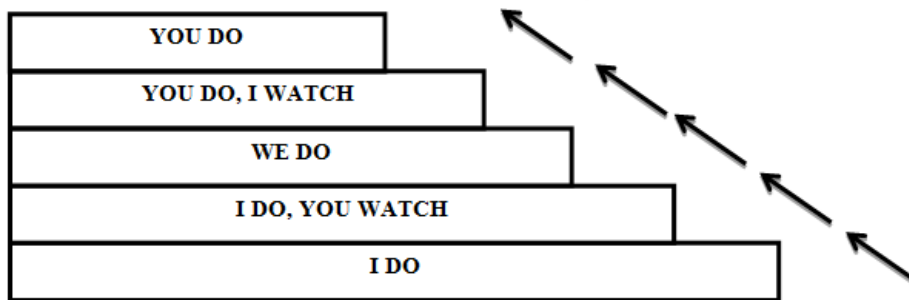 YOU DO
YOU DO, I WATCH
WE DO
I DO, YOU WATCH
I DO